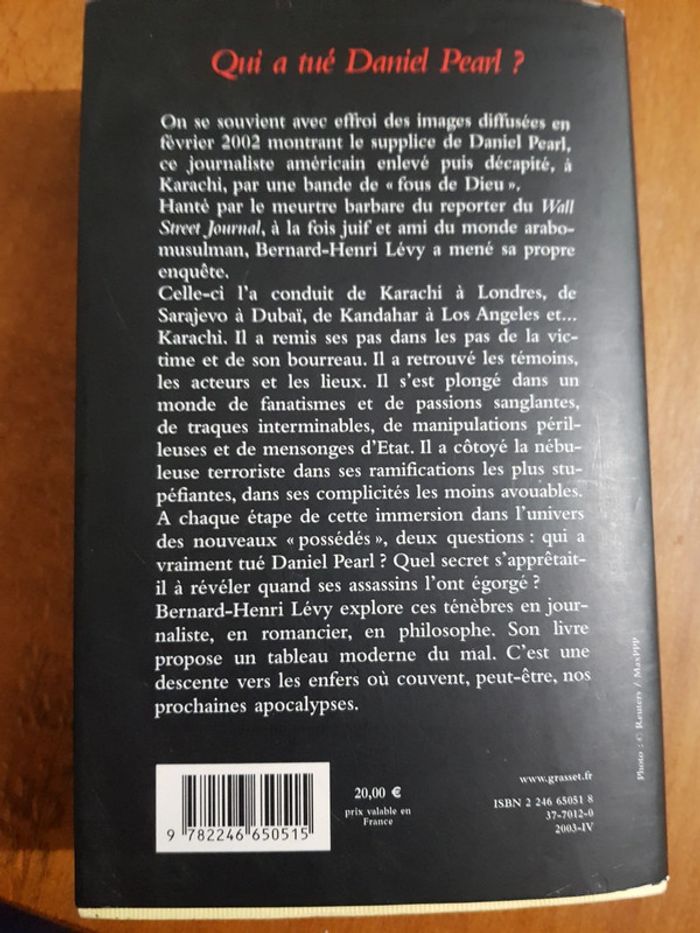 Qui a tué Daniel Pearl ?
On se souvient avec effroi des images diffusées en
février 2002 montrant le supplice de Daniel Pearl,
ce journaliste américain enlevé puis décapité, à
Karachi, par une bande de « fous de Dieu ».
Hanté par le meurtre barbare du reporter du Wall
Street Journal, à la fois juif et ami du monde arabo-
musulman, Bernard-Henri Lévy a mené sa propre
enquête.
Celle-ci l'a conduit de Karachi à Londres, de
Sarajevo à Dubaï, de Kandahar à Los Angeles et...
Karachi. Il a remis ses pas dans les pas de la vic-
time et de son bourreau. Il a retrouvé les témoins,
les acteurs et les lieux. Il s'est plongé dans un
monde de fanatismes et de passions sanglantes,
de traques interminables, de manipulations péril-
leuses et de mensonges d'Etat. Il a côtoyé la nébu-
leuse terroriste dans ses ramifications les plus stu-
péfiantes, dans ses complicités les moins avouables.
A chaque étape de cette immersion dans l'univers
des nouveaux « possédés », deux questions : qui a
vraiment tué Daniel Pearl ? Quel secret s'apprêtait-
il à révéler quand ses assassins l'ont égorgé ?
Bernard-Henri Lévy explore ces ténèbres en jour-
naliste, en romancier, en philosophe. Son livre
propose un tableau moderne du mal. C'est une
descente vers les enfers où couvent, peut-être, nos
prochaines apocalypses.
Photo : © Reuters / MaxPPP
9 782246 650515
20,00 €
prix valable en
France
www.grasset.fr
ISBN 2 246 65051 8
37-7012-0
2003-IV